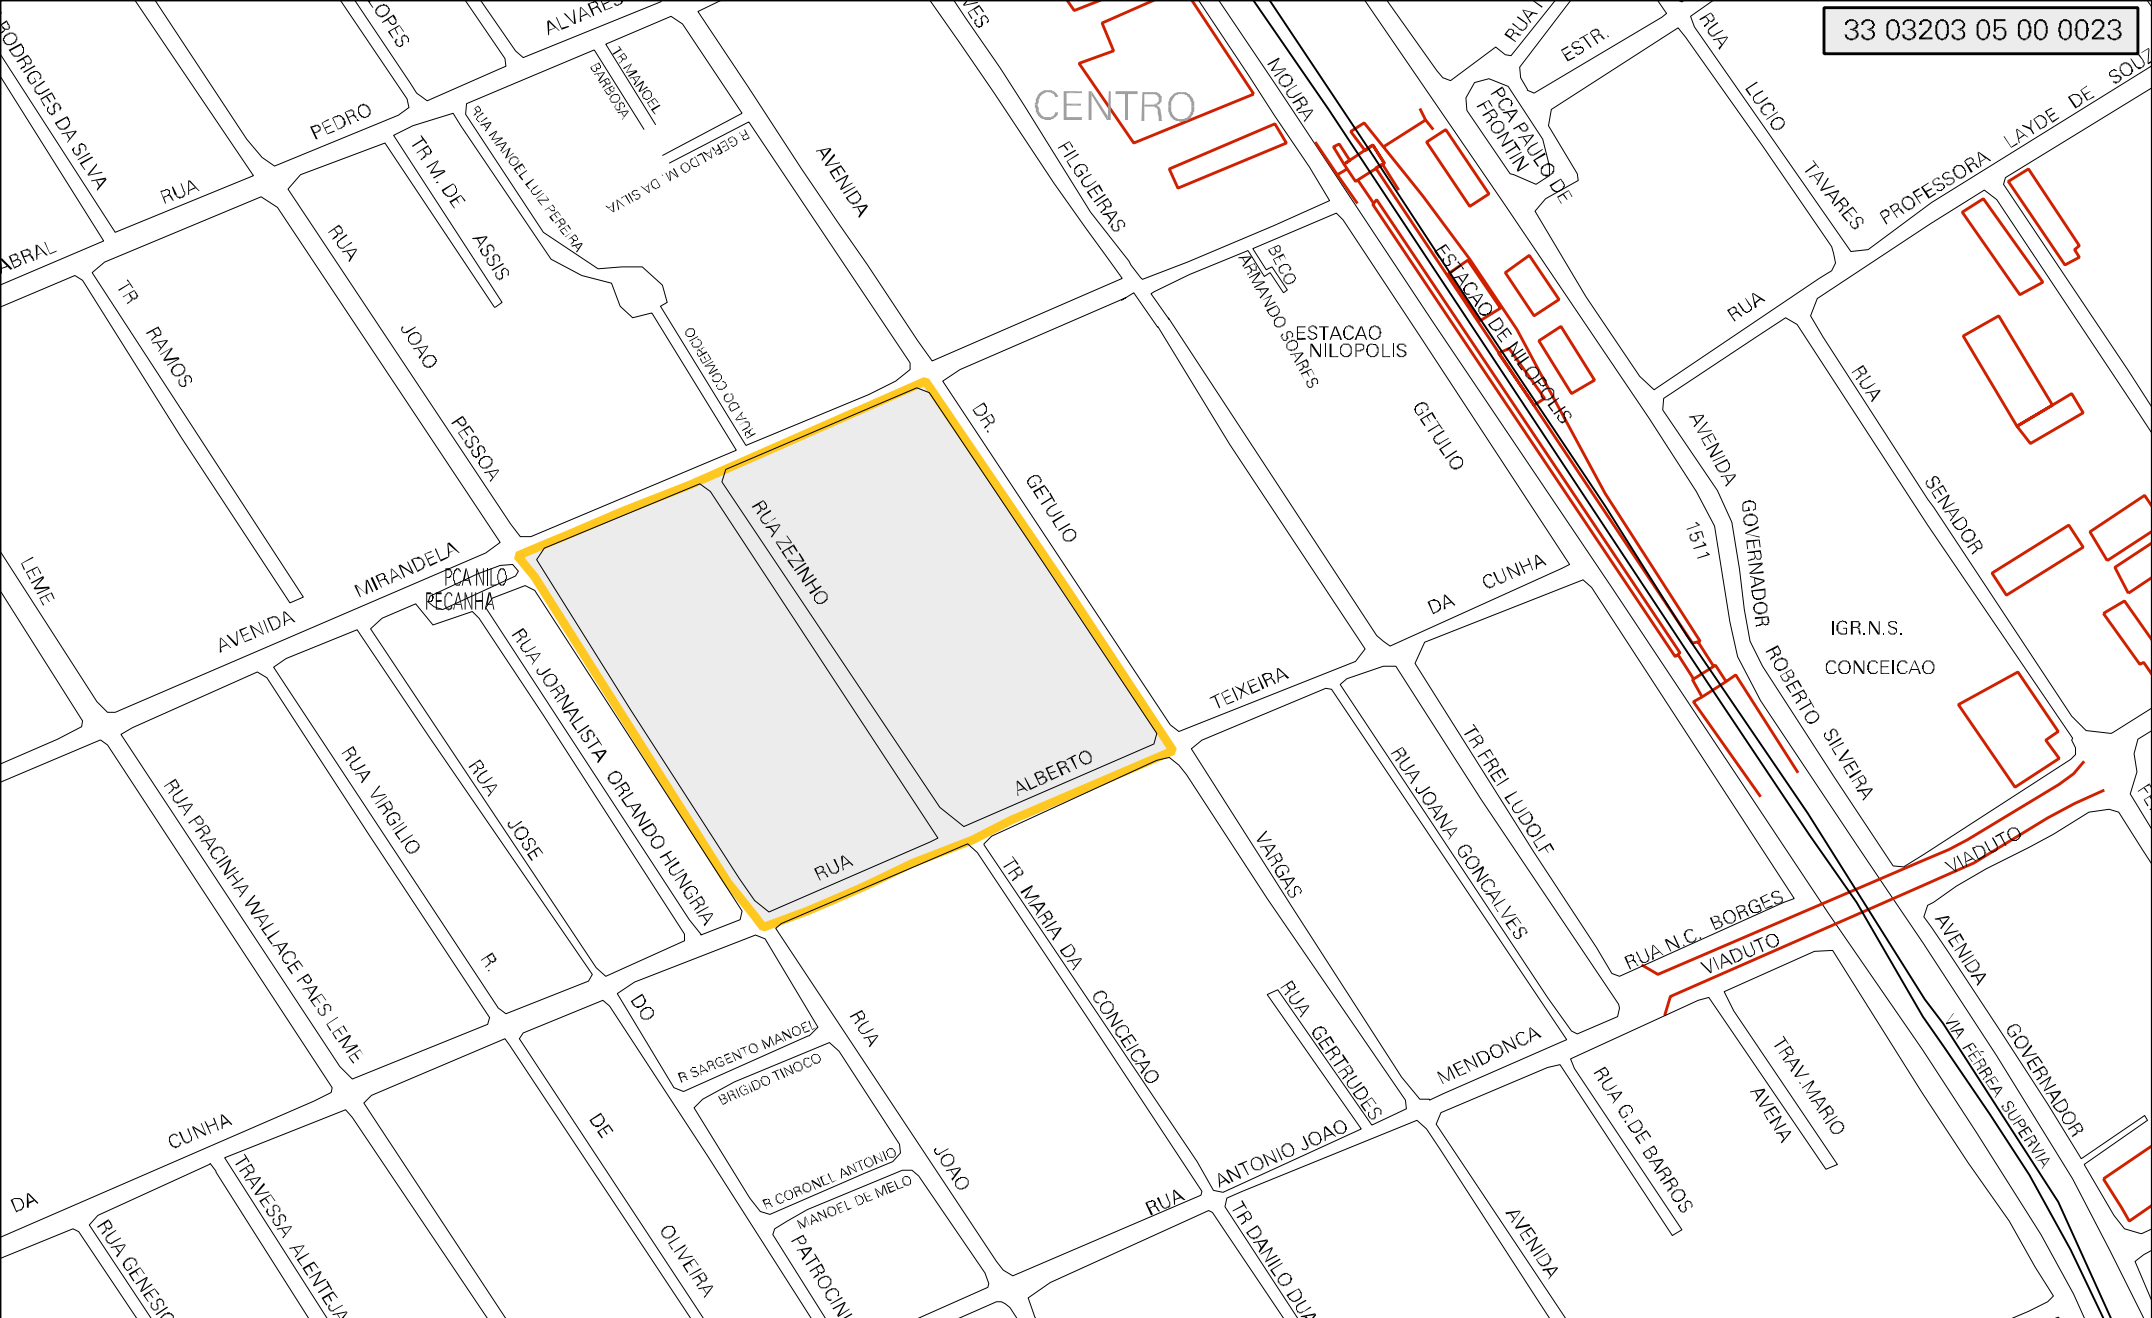 33 03203 05 00 0023
RODRIGUES DA SILVA
LOPES
ALVARES
PEDRO
RUA
ABRAL
TR MANOEL
BARBOSA
RUA MANOEL LUIZ PEREIRA
R GERALDO M. DA SILVA
TR M. DE ASSIS
AVENIDA
CENTRO
FILGUEIRAS
MOURA
ESTR.
PCA PAULO DE
FRONTIN
RUA
LUCIO
TAVARES
PROFESSORA LAYDE DE SOUZ
RUA
TR RAMOS
RUA
JOAO
PESSOA
RUA DO COMERCIO
BECO
ARMANDO SOARES
ESTACAO
NILOPOLIS
ESTACAO DE NILOPOLIS
GETULIO
RUA
SENADOR
AVENIDA
GOVERNADOR
ROBERTO
SILVEIRA
1511
IGR.N.S.
CONCEICAO
DR.
GETULIO
RUA ZEZINHO
LEME
AVENIDA
MIRANDELA
PCA NILO
PECANHA
RUA JORNALISTA ORLANDO HUNGRIA
DA
CUNHA
TEIXEIRA
ALBERTO
RUA
RUA PRACINHA WALLACE PAES LEME
RUA VIRGILIO
RUA
JOSE
R.
DO
TR MARIA DA
CONCEICAO
VARGAS
RUA JOANA GONCALVES
TR FREI LUDOLF
RUA N.C. BORGES
VIADUTO
VIADUTO
AVENIDA
GOVERNADOR
VIA FÉRREA SUPERVIA
RUA GERTRUDES
MENDONCA
ANTONIO JOAO
RUA
RUA G.DE BARROS
TRAV.MARIO
AVENA
R SARGENTO MANOEL
BRIGIDO TINOCO
R CORONEL ANTONIO
MANOEL DE MELO
RUA
JOAO
CUNHA
DA
DE
OLIVEIRA
TRAVESSA ALENTEJA
RUA GENESIO
PATROCINI
TR DANILO DUA
AVENIDA